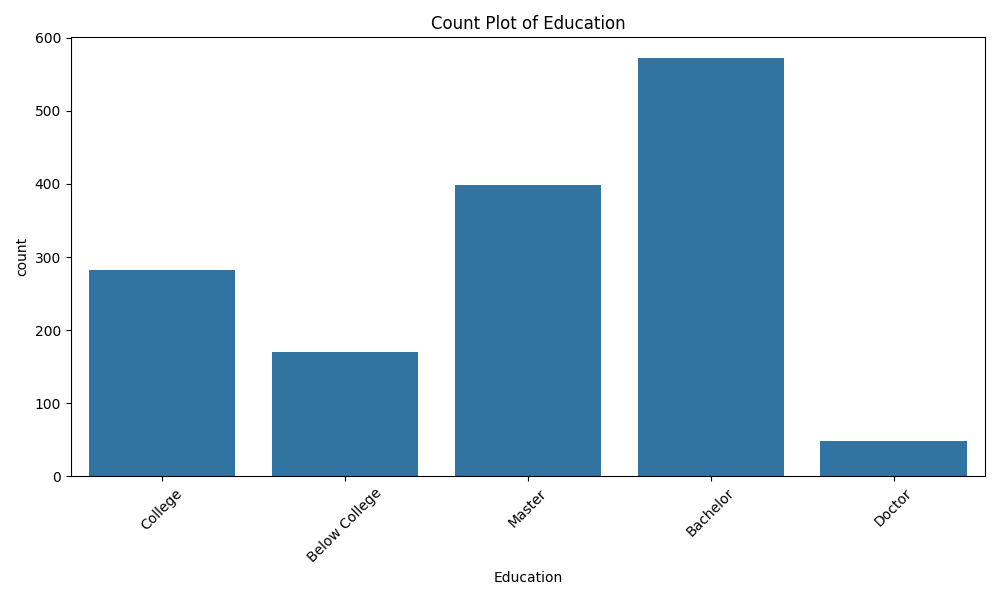 Count Plot of Education
600
500
400
300
200
100
0
count
College
Below College
Master
Bachelor
Doctor
Education